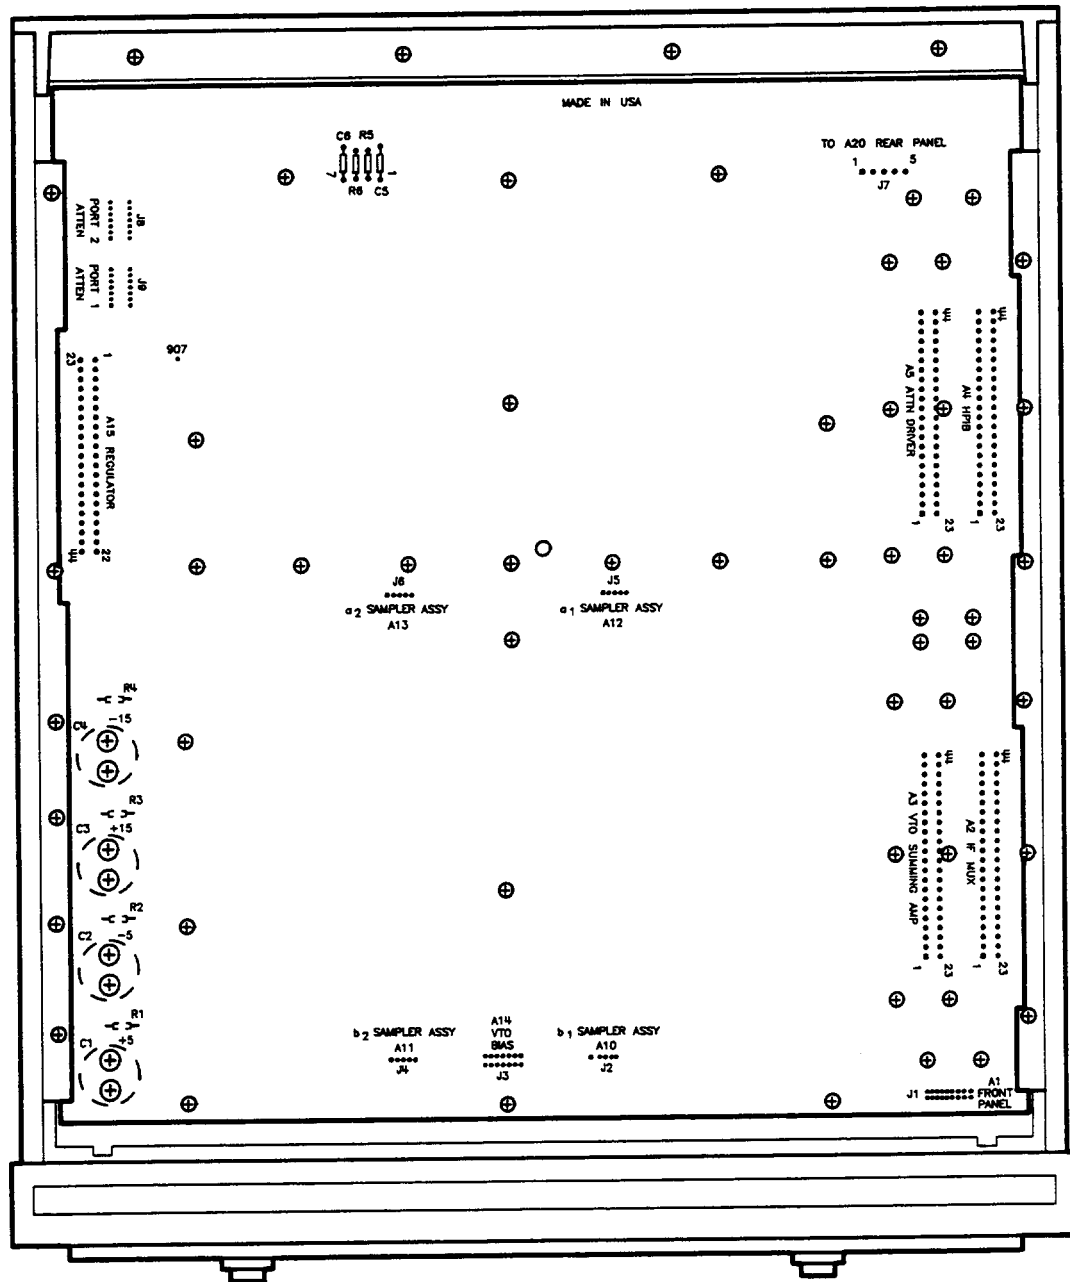 MADE IN USA
C6 R5
7 1
R6 C5
TO A20 REAR PANEL
1 5
J7
J8
PORT 2
ATTEN
J9
PORT 1
ATTEN
907
23 1
A15 REGULATOR
44 22
44
A5 ATTN DRIVER
1 23
44
A4 HPIB
1 23
J6
a2 SAMPLER ASSY
A13
J5
a1 SAMPLER ASSY
A12
R4
C4
-15
R3
C3
+15
R2
C2
-5
R1
C1
+5
44
A3 VTO SUMMING AMP
1 23
44
A2 IF MUX
1 23
b2 SAMPLER ASSY
A11
J4
A14
VTO
BIAS
J3
b1 SAMPLER ASSY
A10
J2
J1
A1
FRONT
PANEL